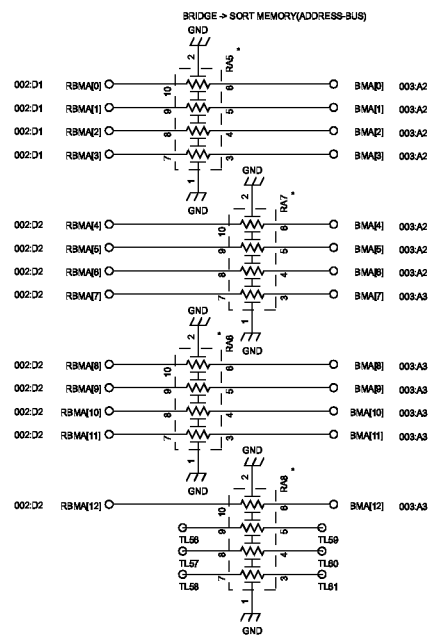 BRIDGE -> SORT MEMORY(ADDRESS-BUS)
GND
2
RA5 *
002:D1 RBMA[0] 10 6 BMA[0] 003:A2
002:D1 RBMA[1] 9 5 BMA[1] 003:A2
002:D1 RBMA[2] 8 4 BMA[2] 003:A2
002:D1 RBMA[3] 7 3 BMA[3] 003:A2
1
GND
GND
2
RA7 *
002:D2 RBMA[4] 10 6 BMA[4] 003:A2
002:D2 RBMA[5] 9 5 BMA[5] 003:A2
002:D2 RBMA[6] 8 4 BMA[6] 003:A2
002:D2 RBMA[7] 7 3 BMA[7] 003:A3
1
GND
GND
2
RA6 *
002:D2 RBMA[8] 10 6 BMA[8] 003:A3
002:D2 RBMA[9] 9 5 BMA[9] 003:A3
002:D2 RBMA[10] 8 4 BMA[10] 003:A3
002:D2 RBMA[11] 7 3 BMA[11] 003:A3
1
GND
GND
2
RA8 *
002:D2 RBMA[12] 10 6 BMA[12] 003:A3
TL56 9 5 TL59
TL57 8 4 TL60
TL58 7 3 TL61
1
GND